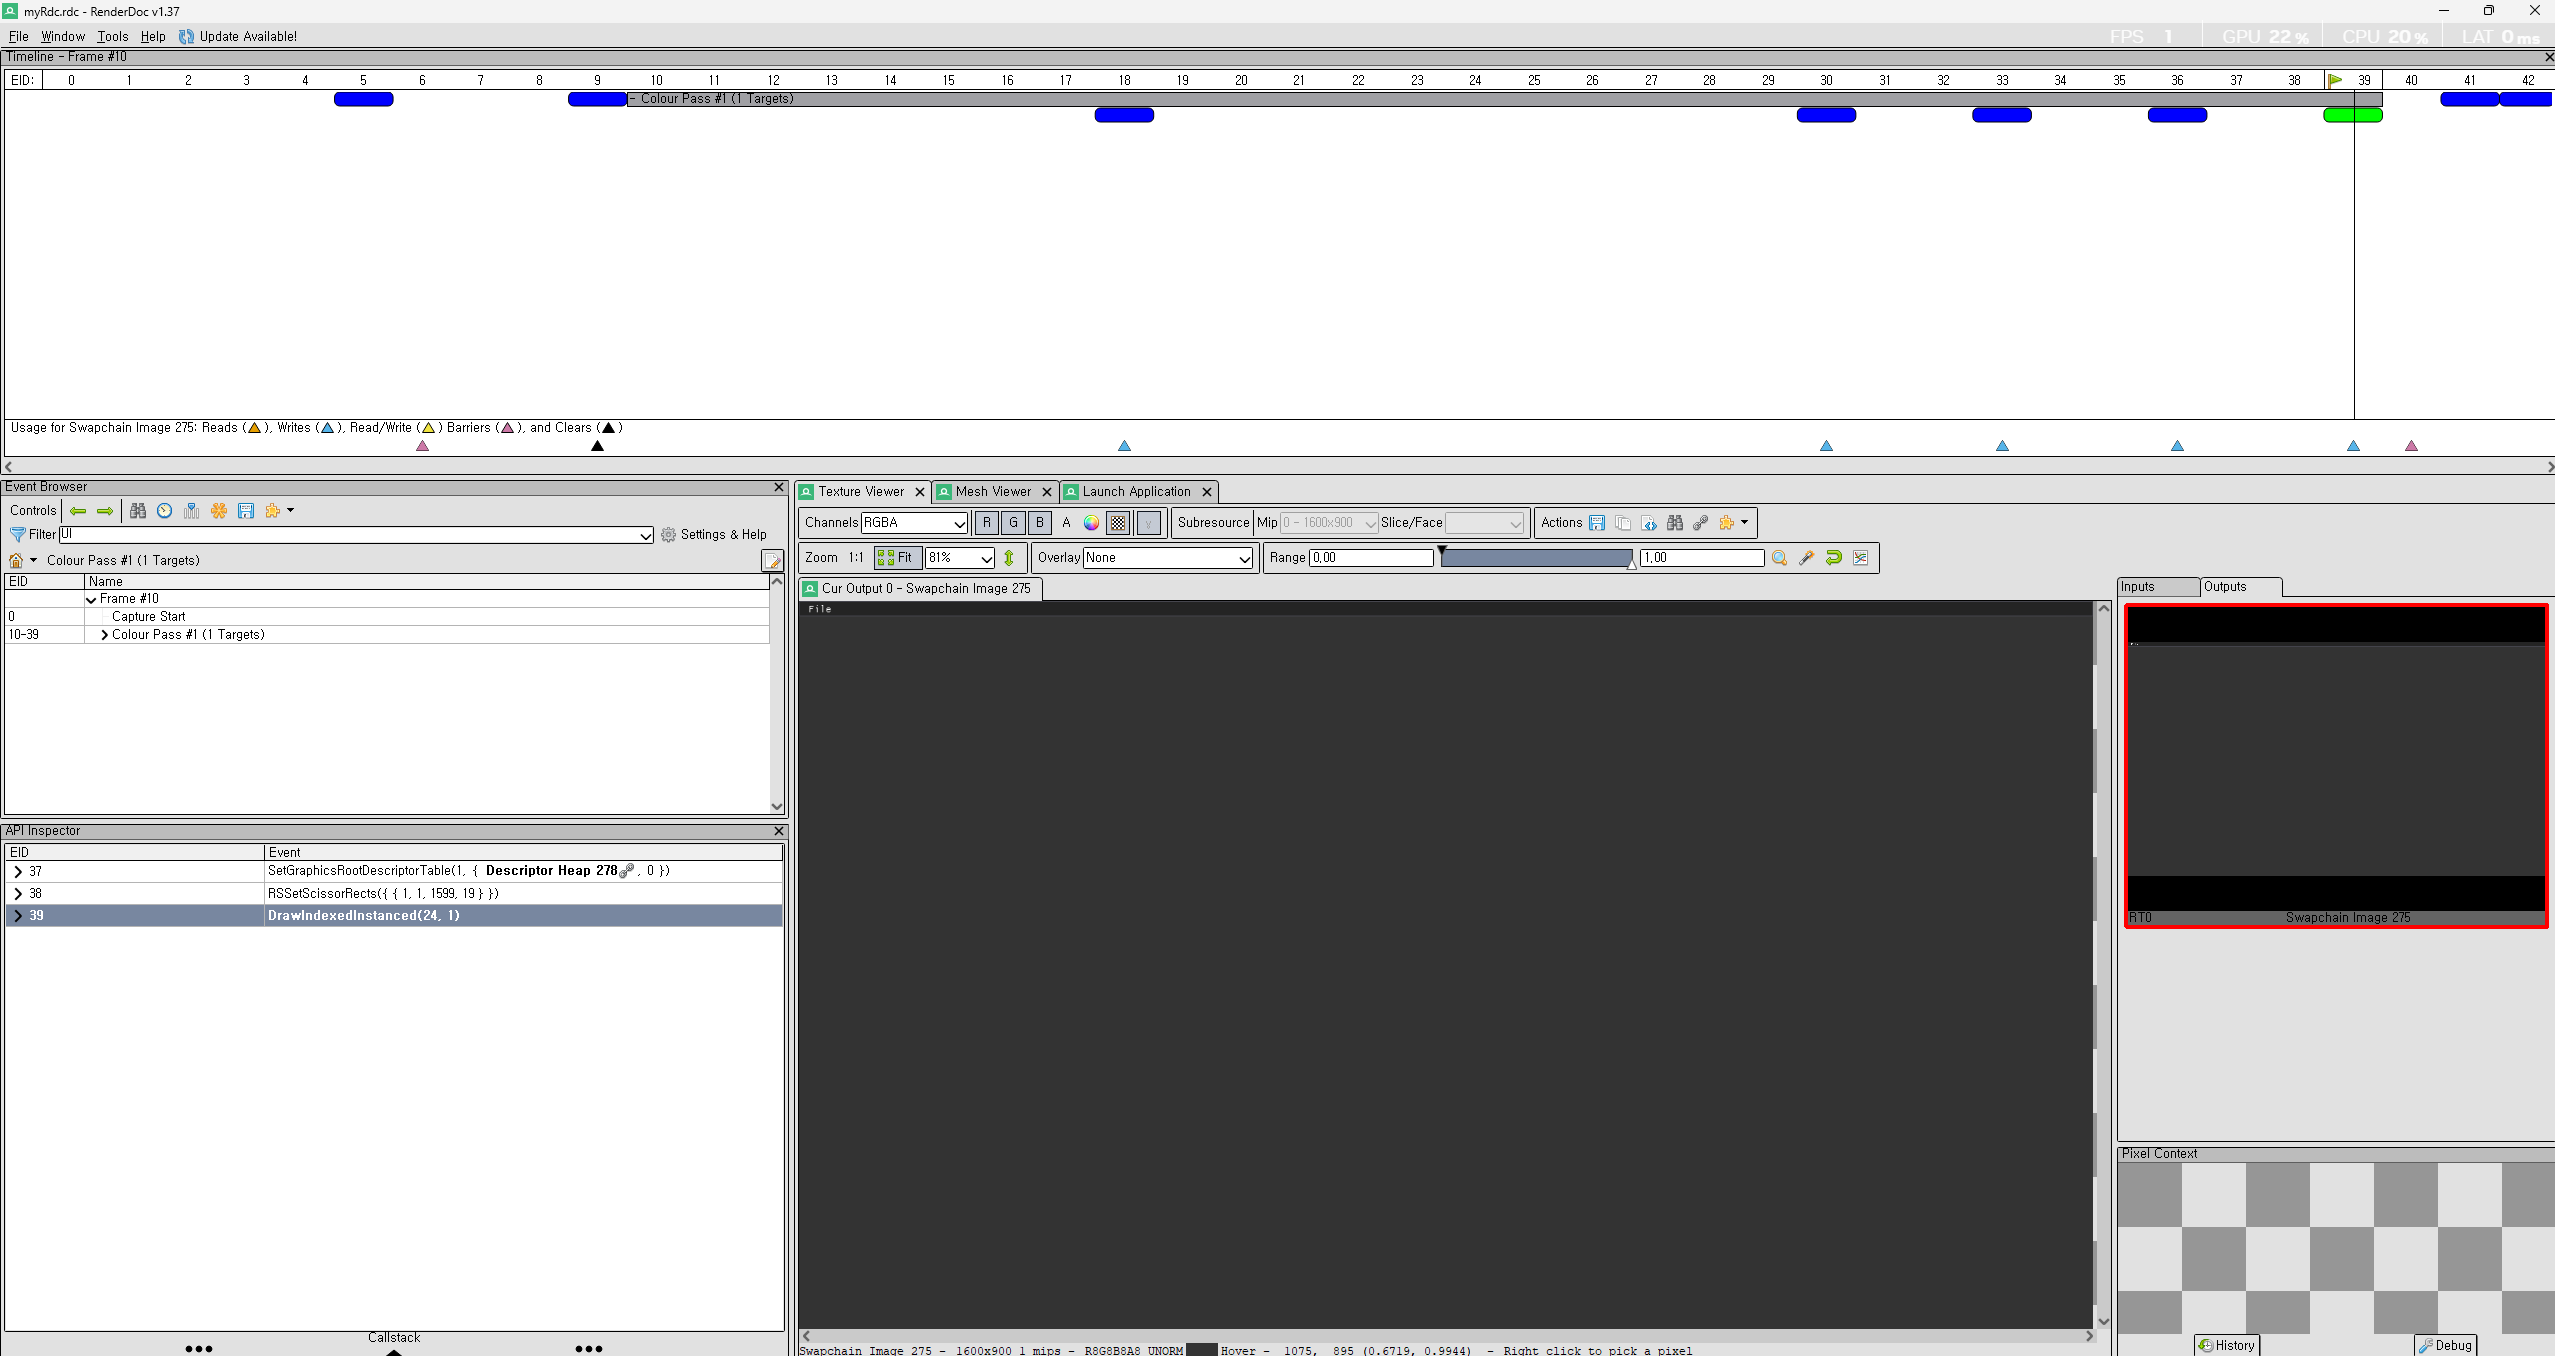 myRdc.rdc - RenderDoc v1.37
File Window Tools Help Update Available!
FPS 1 GPU 22 % CPU 20 % LAT 0 ms
Timeline - Frame #10
EID: 0 1 2 3 4 5 6 7 8 9 10 11 12 13 14 15 16 17 18 19 20 21 22 23 24 25 26 27 28 29 30 31 32 33 34 35 36 37 38 39 40 41 42
- Colour Pass #1 (1 Targets)
Usage for Swapchain Image 275: Reads ( ), Writes ( ), Read/Write ( ) Barriers ( ), and Clears ( )
Event Browser
Controls
Filter UI Settings & Help
Colour Pass #1 (1 Targets)
EID Name
Frame #10
0 Capture Start
10-39 Colour Pass #1 (1 Targets)
API Inspector
EID Event
37 SetGraphicsRootDescriptorTable(1, { Descriptor Heap 278 , 0 })
38 RSSetScissorRects({ { 1, 1, 1599, 19 } })
39 DrawIndexedInstanced(24, 1)
Callstack
Texture Viewer Mesh Viewer Launch Application
Channels RGBA R G B A γ Subresource Mip 0 - 1600x900 Slice/Face Actions
Zoom 1:1 Fit 81% Overlay None Range 0,00 1,00
Cur Output 0 - Swapchain Image 275
File
Swapchain Image 275 - 1600x900 1 mips - R8G8B8A8_UNORM Hover - 1075, 895 (0.6719, 0.9944) - Right click to pick a pixel
Inputs Outputs
RT0 Swapchain Image 275
Pixel Context
History Debug